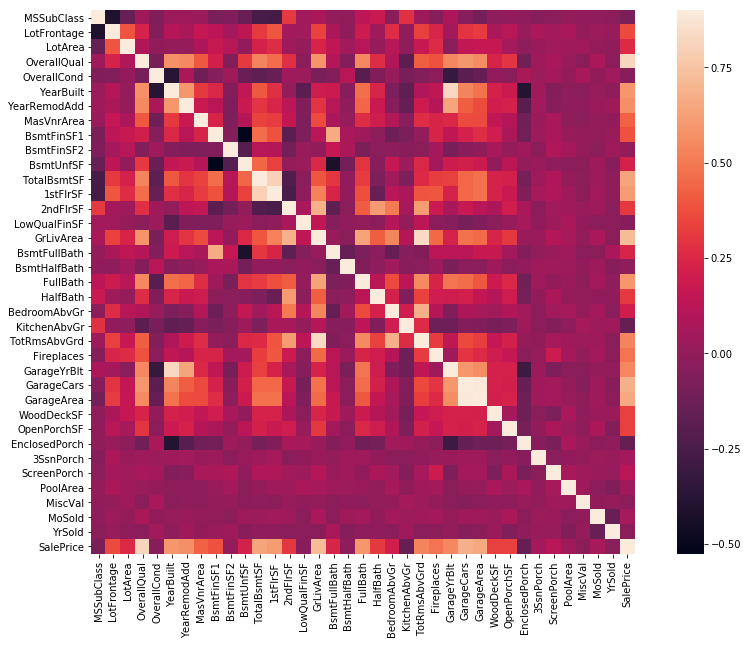 MSSubClass
LotFrontage
LotArea
OverallQual
OverallCond
YearBuilt
YearRemodAdd
MasVnrArea
BsmtFinSF1
BsmtFinSF2
BsmtUnfSF
TotalBsmtSF
1stFlrSF
2ndFlrSF
LowQualFinSF
GrLivArea
BsmtFullBath
BsmtHalfBath
FullBath
HalfBath
BedroomAbvGr
KitchenAbvGr
TotRmsAbvGrd
Fireplaces
GarageYrBlt
GarageCars
GarageArea
WoodDeckSF
OpenPorchSF
EnclosedPorch
3SsnPorch
ScreenPorch
PoolArea
MiscVal
MoSold
YrSold
SalePrice
MSSubClass
LotFrontage
LotArea
OverallQual
OverallCond
YearBuilt
YearRemodAdd
MasVnrArea
BsmtFinSF1
BsmtFinSF2
BsmtUnfSF
TotalBsmtSF
1stFlrSF
2ndFlrSF
LowQualFinSF
GrLivArea
BsmtFullBath
BsmtHalfBath
FullBath
HalfBath
BedroomAbvGr
KitchenAbvGr
TotRmsAbvGrd
Fireplaces
GarageYrBlt
GarageCars
GarageArea
WoodDeckSF
OpenPorchSF
EnclosedPorch
3SsnPorch
ScreenPorch
PoolArea
MiscVal
MoSold
YrSold
SalePrice
0.75
0.50
0.25
0.00
−0.25
−0.50